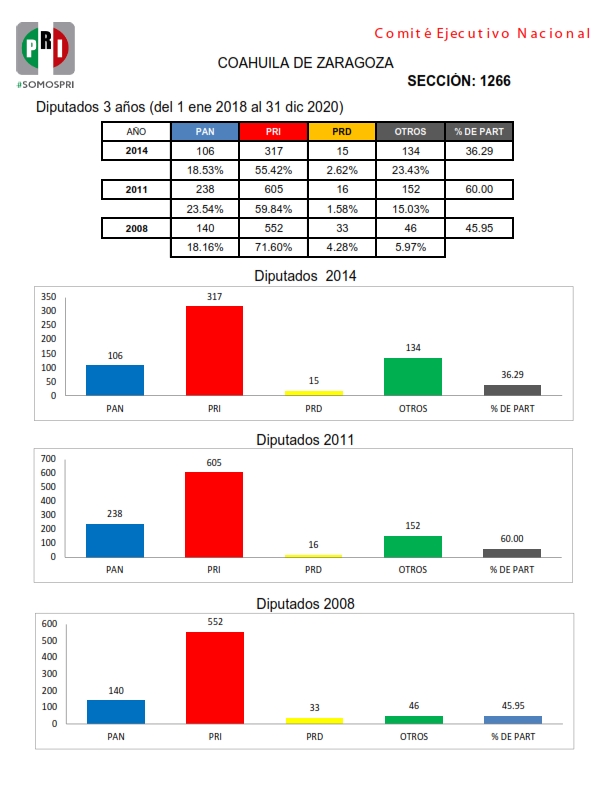 PRI
#SOMOSPRI
Comité Ejecutivo Nacional
COAHUILA DE ZARAGOZA
SECCIÓN: 1266
Diputados 3 años (del 1 ene 2018 al 31 dic 2020)
AÑO PAN PRI PRD OTROS % DE PART
2014 106 317 15 134 36.29
18.53% 55.42% 2.62% 23.43%
2011 238 605 16 152 60.00
23.54% 59.84% 1.58% 15.03%
2008 140 552 33 46 45.95
18.16% 71.60% 4.28% 5.97%
Diputados 2014
350
300
250
200
150
100
50
0
106 317 15 134 36.29
PAN PRI PRD OTROS % DE PART
Diputados 2011
700
600
500
400
300
200
100
0
238 605 16 152 60.00
PAN PRI PRD OTROS % DE PART
Diputados 2008
600
500
400
300
200
100
0
140 552 33 46 45.95
PAN PRI PRD OTROS % DE PART